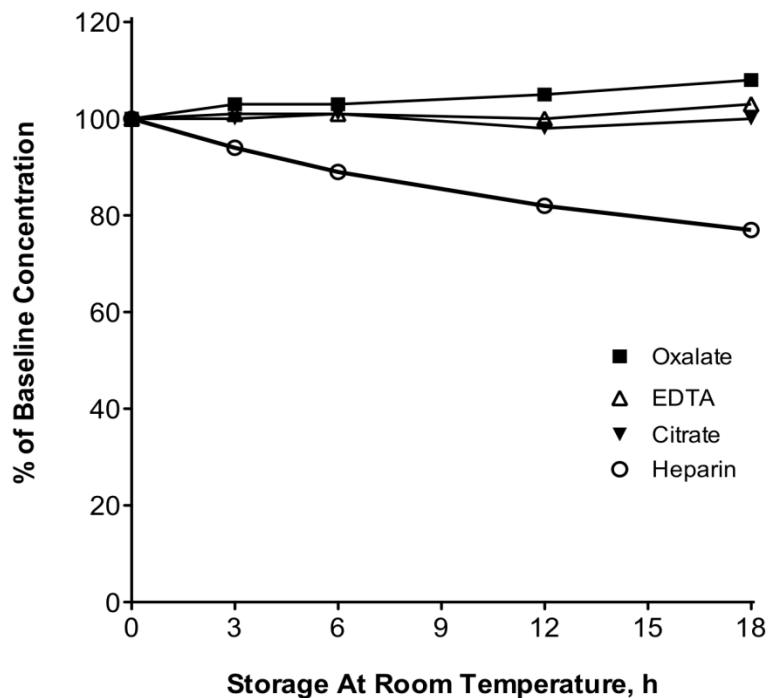 120
100
80
60
40
20
0
% of Baseline Concentration
Oxalate
EDTA
Citrate
Heparin
0 3 6 9 12 15 18
Storage At Room Temperature, h